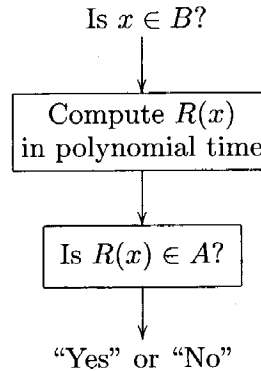 Is x ∈ B?
Compute R(x)
in polynomial time
Is R(x) ∈ A?
“Yes” or “No”